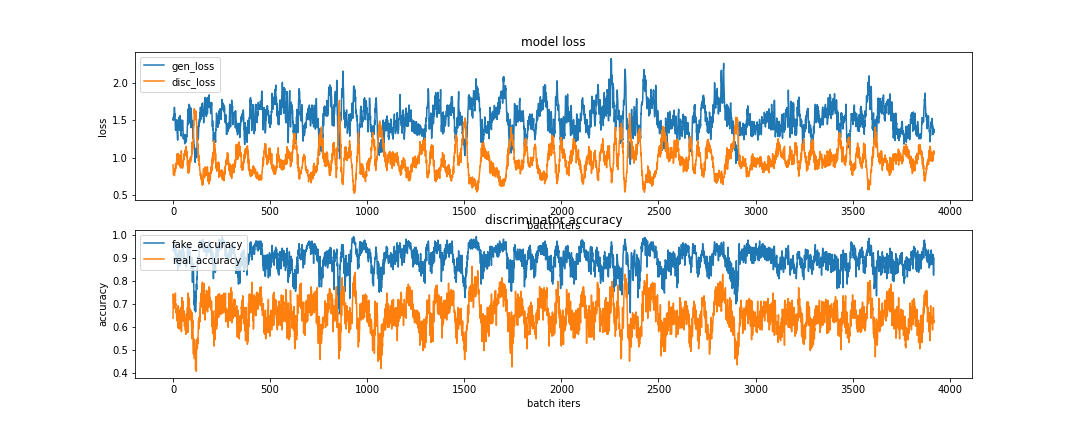 model loss
gen_loss
disc_loss
loss
2.0
1.5
1.0
0.5
0 500 1000 1500 2000 2500 3000 3500 4000
batch iters
discriminator accuracy
fake_accuracy
real_accuracy
accuracy
1.0
0.9
0.8
0.7
0.6
0.5
0.4
0 500 1000 1500 2000 2500 3000 3500 4000
batch iters